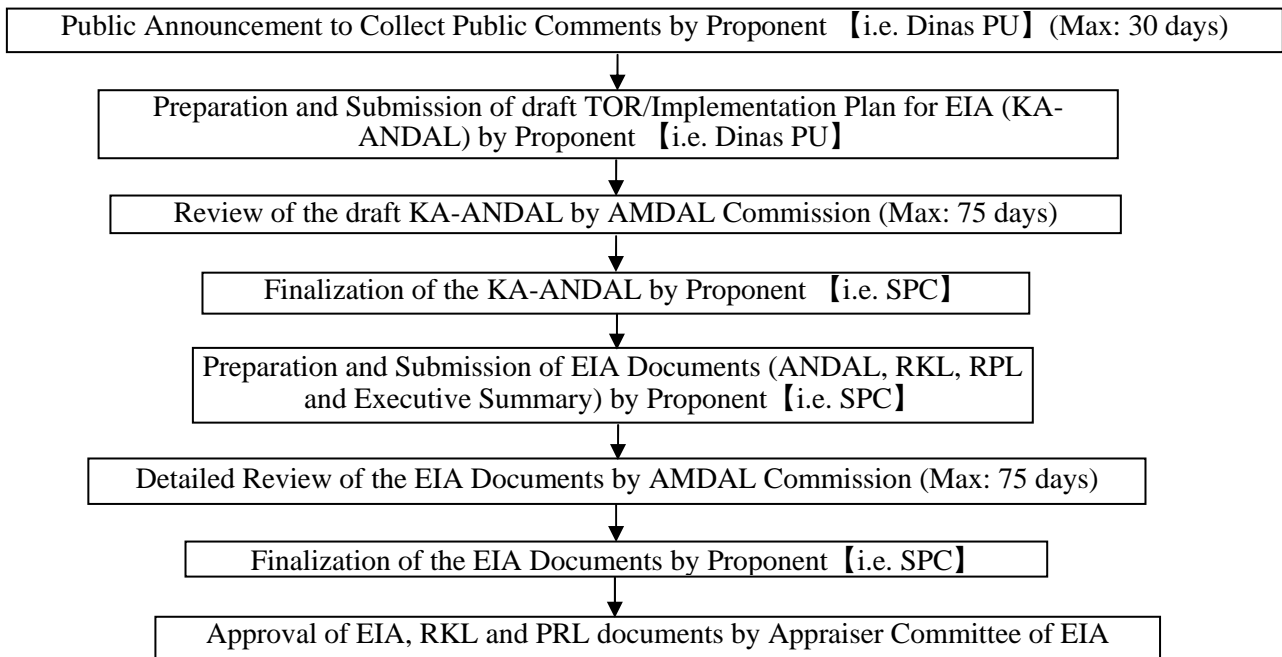 Public Announcement to Collect Public Comments by Proponent 【i.e. Dinas PU】 (Max: 30 days)
Preparation and Submission of draft TOR/Implementation Plan for EIA (KA-
ANDAL) by Proponent 【i.e. Dinas PU】
Review of the draft KA-ANDAL by AMDAL Commission (Max: 75 days)
Finalization of the KA-ANDAL by Proponent 【i.e. SPC】
Preparation and Submission of EIA Documents (ANDAL, RKL, RPL
and Executive Summary) by Proponent【i.e. SPC】
Detailed Review of the EIA Documents by AMDAL Commission (Max: 75 days)
Finalization of the EIA Documents by Proponent【i.e. SPC】
Approval of EIA, RKL and PRL documents by Appraiser Committee of EIA